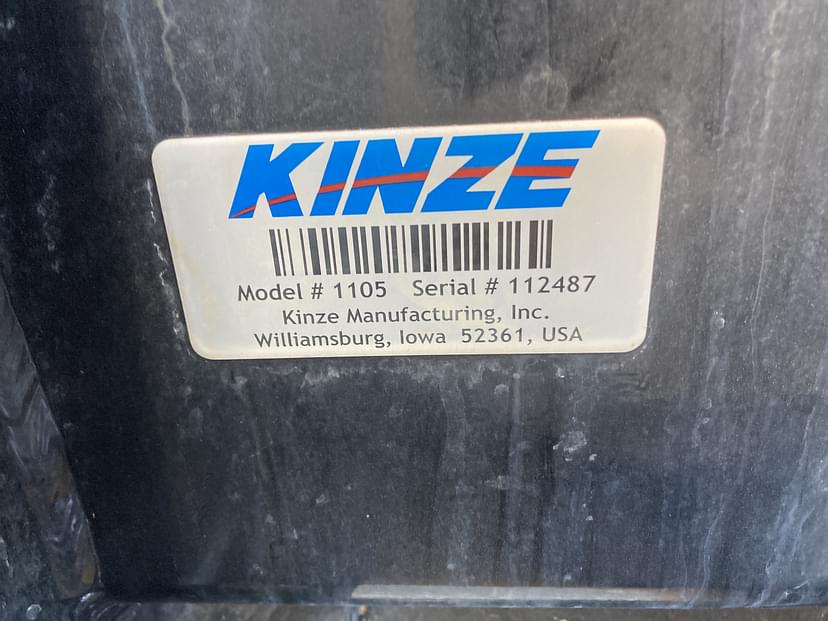 KINZE
Model # 1105 Serial # 112487
Kinze Manufacturing, Inc.
Williamsburg, Iowa 52361, USA